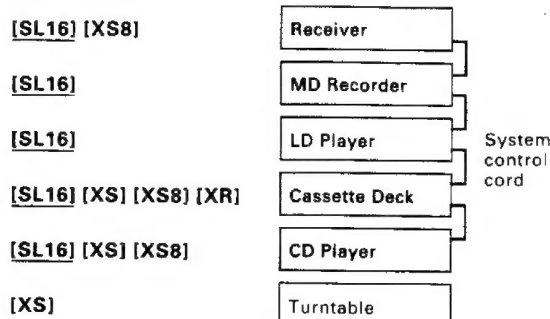 [SL16] [XS8] Receiver
[SL16] MD Recorder
[SL16] LD Player
System
control
cord
[SL16] [XS] [XS8] [XR] Cassette Deck
[SL16] [XS] [XS8] CD Player
[XS] Turntable